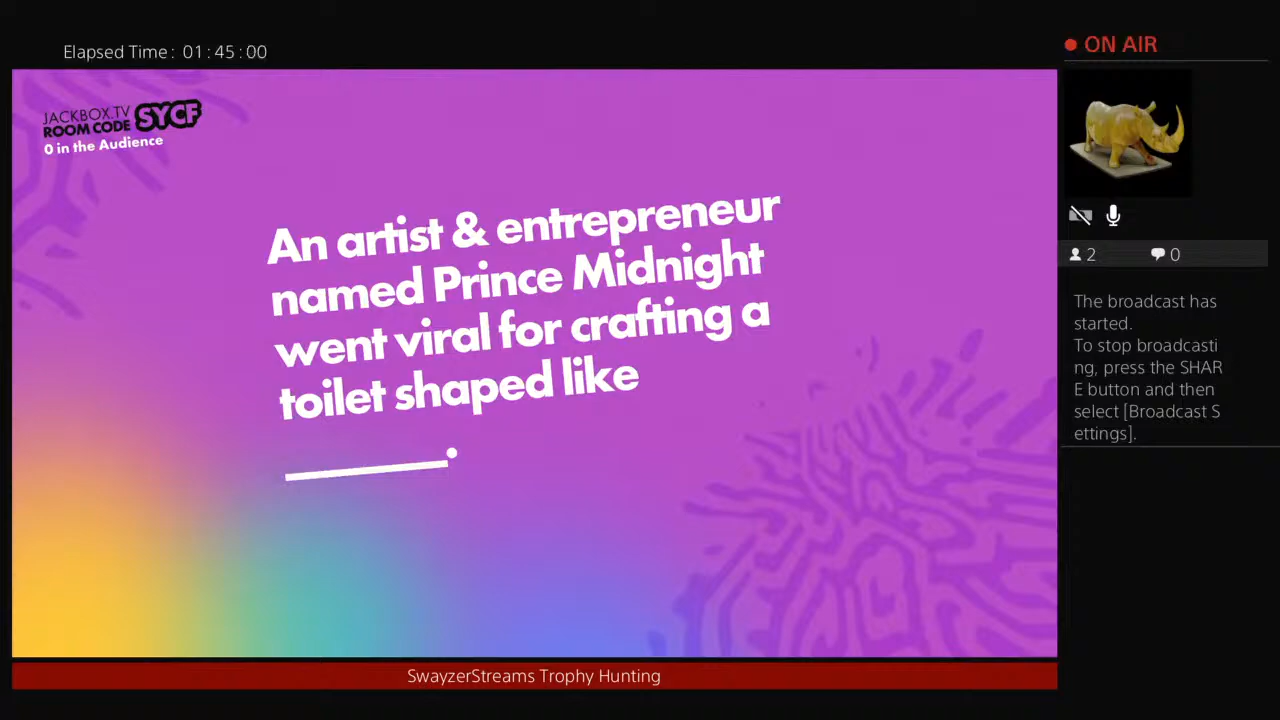 Elapsed Time: 01:45:00
ON AIR
JACKBOX.TV
ROOM CODE SYCF
0 in the Audience
An artist & entrepreneur
named Prince Midnight
went viral for crafting a
toilet shaped like
_____.
2
0
The broadcast has
started.
To stop broadcasti
ng, press the SHAR
E button and then
select [Broadcast S
ettings].
SwayzerStreams Trophy Hunting